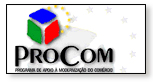 PROCOM
PROGRAMA DE APOIO À MODERNIZAÇÃO DO COMÉRCIO